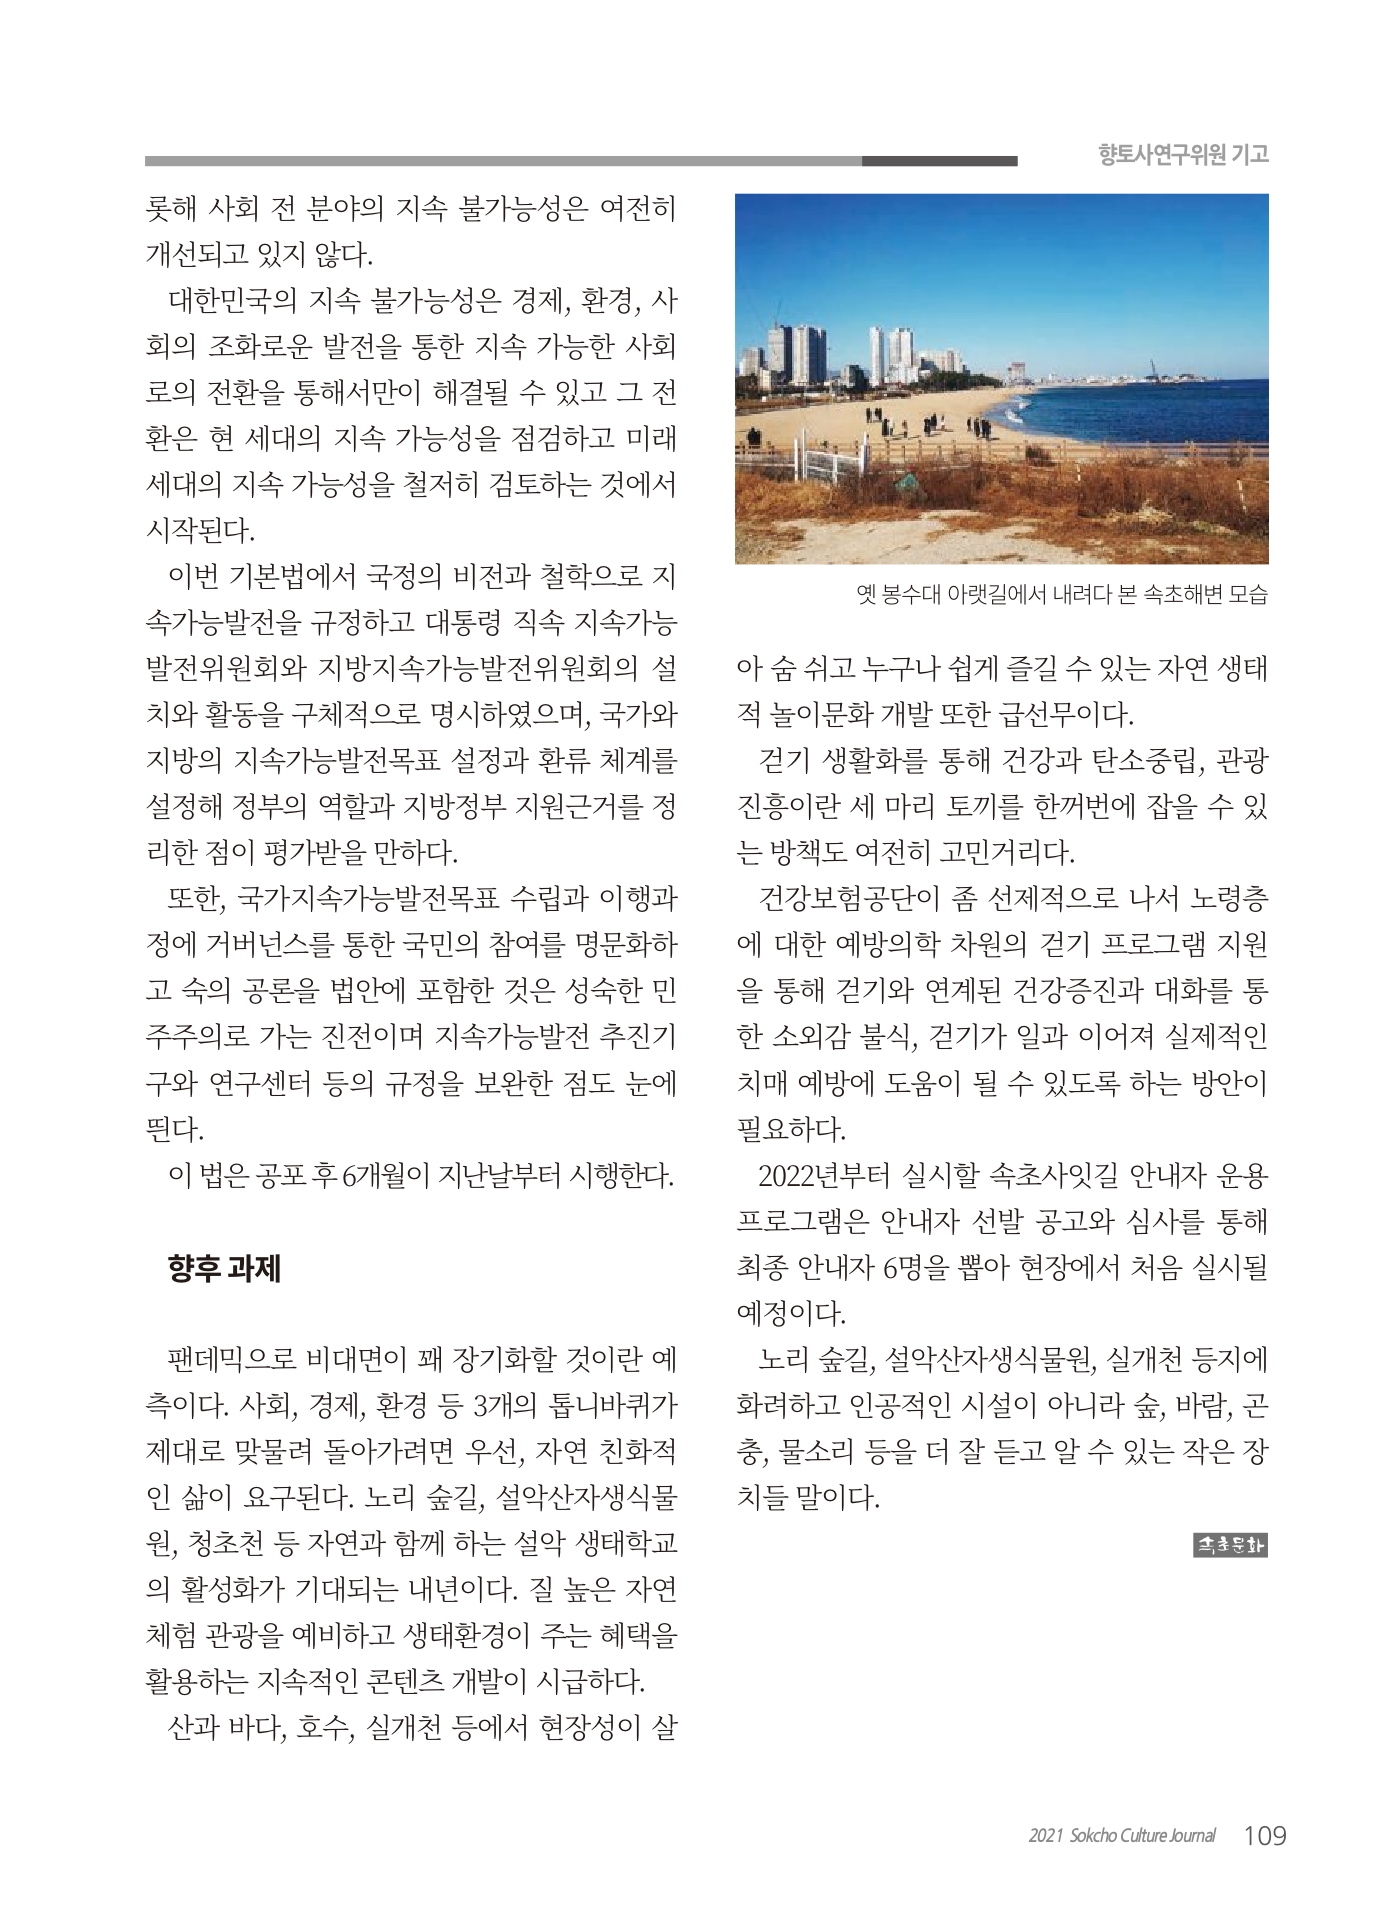 향토사연구위원 기고
롯해 사회 전 분야의 지속 불가능성은 여전히
개선되고 있지 않다.
대한민국의 지속 불가능성은 경제, 환경, 사
회의 조화로운 발전을 통한 지속 가능한 사회
로의 전환을 통해서만이 해결될 수 있고 그 전
환은 현 세대의 지속 가능성을 점검하고 미래
세대의 지속 가능성을 철저히 검토하는 것에서
시작된다.
이번 기본법에서 국정의 비전과 철학으로 지
속가능발전을 규정하고 대통령 직속 지속가능
발전위원회와 지방지속가능발전위원회의 설
치와 활동을 구체적으로 명시하였으며, 국가와
지방의 지속가능발전목표 설정과 환류 체계를
설정해 정부의 역할과 지방정부 지원근거를 정
리한 점이 평가받을 만하다.
또한, 국가지속가능발전목표 수립과 이행과
정에 거버넌스를 통한 국민의 참여를 명문화하
고 숙의 공론을 법안에 포함한 것은 성숙한 민
주주의로 가는 진전이며 지속가능발전 추진기
구와 연구센터 등의 규정을 보완한 점도 눈에
띈다.
이 법은 공포 후 6개월이 지난날부터 시행한다.
향후 과제
팬데믹으로 비대면이 꽤 장기화할 것이란 예
측이다. 사회, 경제, 환경 등 3개의 톱니바퀴가
제대로 맞물려 돌아가려면 우선, 자연 친화적
인 삶이 요구된다. 노리 숲길, 설악산자생식물
원, 청초천 등 자연과 함께 하는 설악 생태학교
의 활성화가 기대되는 내년이다. 질 높은 자연
체험 관광을 예비하고 생태환경이 주는 혜택을
활용하는 지속적인 콘텐츠 개발이 시급하다.
산과 바다, 호수, 실개천 등에서 현장성이 살
옛 봉수대 아랫길에서 내려다 본 속초해변 모습
아 숨 쉬고 누구나 쉽게 즐길 수 있는 자연 생태
적 놀이문화 개발 또한 급선무이다.
걷기 생활화를 통해 건강과 탄소중립, 관광
진흥이란 세 마리 토끼를 한꺼번에 잡을 수 있
는 방책도 여전히 고민거리다.
건강보험공단이 좀 선제적으로 나서 노령층
에 대한 예방의학 차원의 걷기 프로그램 지원
을 통해 걷기와 연계된 건강증진과 대화를 통
한 소외감 불식, 걷기가 일과 이어져 실제적인
치매 예방에 도움이 될 수 있도록 하는 방안이
필요하다.
2022년부터 실시할 속초사잇길 안내자 운용
프로그램은 안내자 선발 공고와 심사를 통해
최종 안내자 6명을 뽑아 현장에서 처음 실시될
예정이다.
노리 숲길, 설악산자생식물원, 실개천 등지에
화려하고 인공적인 시설이 아니라 숲, 바람, 곤
충, 물소리 등을 더 잘 듣고 알 수 있는 작은 장
치들 말이다.
속초문화
2021 Sokcho Culture Journal 109